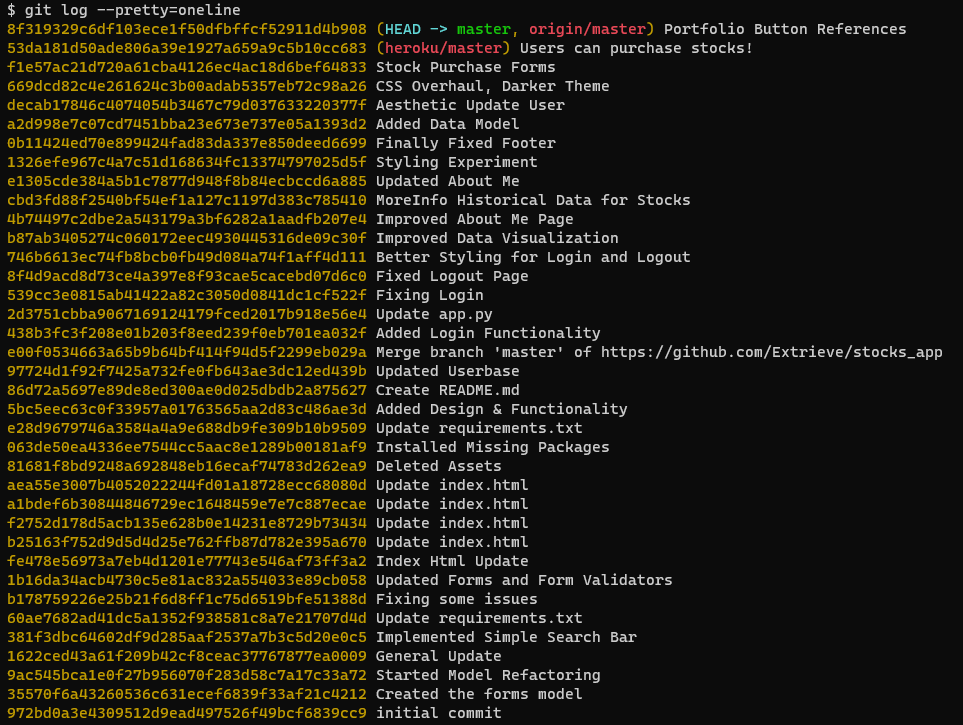 $ git log --pretty=oneline
8f319329c6df103ece1f50dfbffcf52911d4b908 (HEAD -> master, origin/master) Portfolio Button References
53da181d50ade806a39e1927a659a9c5b10cc683 (heroku/master) Users can purchase stocks!
f1e57ac21d720a61cba4126ec4ac18d6bef64833 Stock Purchase Forms
669dcd82c4e261624c3b00adab5357eb72c98a26 CSS Overhaul, Darker Theme
decab17846c4074054b3467c79d037633220377f Aesthetic Update User
a2d998e7c07cd7451bba23e673e737e05a1393d2 Added Data Model
0b11424ed70e899424fad83da337e850deed6699 Finally Fixed Footer
1326efe967c4a7c51d168634fc13374797025d5f Styling Experiment
e1305cde384a5b1c7877d948f8b84ecbccd6a885 Updated About Me
cbd3fd88f2540bf54ef1a127c1197d383c785410 MoreInfo Historical Data for Stocks
4b74497c2dbe2a543179a3bf6282a1aadfb207e4 Improved About Me Page
b87ab3405274c060172eec4930445316de09c30f Improved Data Visualization
746b6613ec74fb8bcb0fb49d084a74f1aff4d111 Better Styling for Login and Logout
8f4d9acd8d73ce4a397e8f93cae5cacebd07d6c0 Fixed Logout Page
539cc3e0815ab41422a82c3050d0841dc1cf522f Fixing Login
2d3751cbba9067169124179fced2017b918e56e4 Update app.py
438b3fc3f208e01b203f8eed239f0eb701ea032f Added Login Functionality
e00f0534663a65b9b64bf414f94d5f2299eb029a Merge branch 'master' of https://github.com/Extrieve/stocks_app
97724d1f92f7425a732fe0fb643ae3dc12ed439b Updated Userbase
86d72a5697e89de8ed300ae0d025dbdb2a875627 Create README.md
5bc5eec63c0f33957a01763565aa2d83c486ae3d Added Design & Functionality
e28d9679746a3584a4a9e688db9fe309b10b9509 Update requirements.txt
063de50ea4336ee7544cc5aac8e1289b00181af9 Installed Missing Packages
81681f8bd9248a692848eb16ecaf74783d262ea9 Deleted Assets
aea55e3007b4052022244fd01a18728ecc68080d Update index.html
a1bdef6b30844846729ec1648459e7e7c887ecae Update index.html
f2752d178d5acb135e628b0e14231e8729b73434 Update index.html
b25163f752d9d5d4d25e762ffb87d782e395a670 Update index.html
fe478e56973a7eb4d1201e77743e546af73ff3a2 Index Html Update
1b16da34acb4730c5e81ac832a554033e89cb058 Updated Forms and Form Validators
b178759226e25b21f6d8ff1c75d6519bfe51388d Fixing some issues
60ae7682ad41dc5a1352f938581c8a7e21707d4d Update requirements.txt
381f3dbc64602df9d285aaf2537a7b3c5d20e0c5 Implemented Simple Search Bar
1622ced43a61f209b42cf8ceac37767877ea0009 General Update
9ac545bca1e0f27b956070f283d58c7a17c33a72 Started Model Refactoring
35570f6a43260536c631ecef6839f33af21c4212 Created the forms model
972bd0a3e4309512d9ead497526f49bcf6839cc9 initial commit